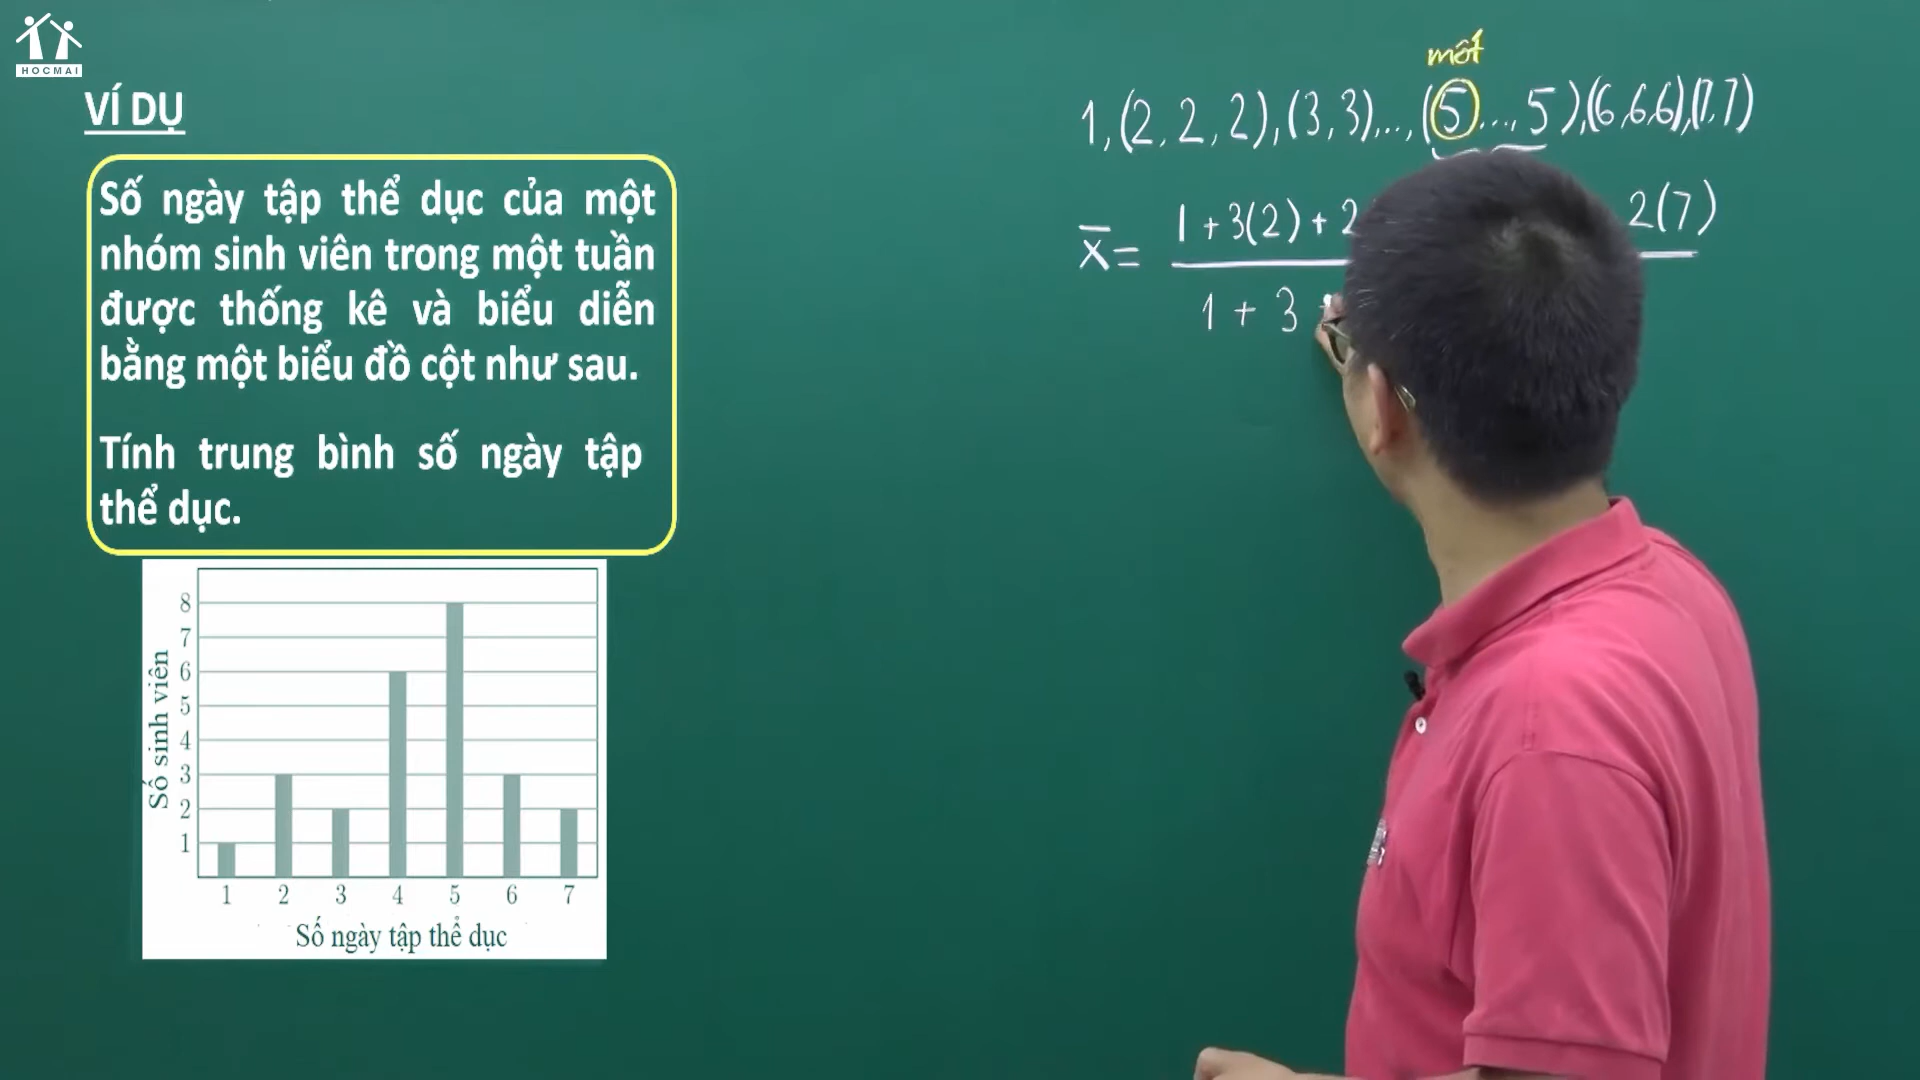 HOCMAI
VÍ DỤ
Số ngày tập thể dục của một
nhóm sinh viên trong một tuần
được thống kê và biểu diễn
bằng một biểu đồ cột như sau.
Tính trung bình số ngày tập
thể dục.
8
7
6
5
4
3
2
1
Số sinh viên
1 2 3 4 5 6 7
Số ngày tập thể dục
mốt
1, (2, 2, 2), (3, 3), .., (5 ..., 5), (6,6,6), (7,7)
x̄ = 1 + 3(2) + 2 2(7)
1 + 3